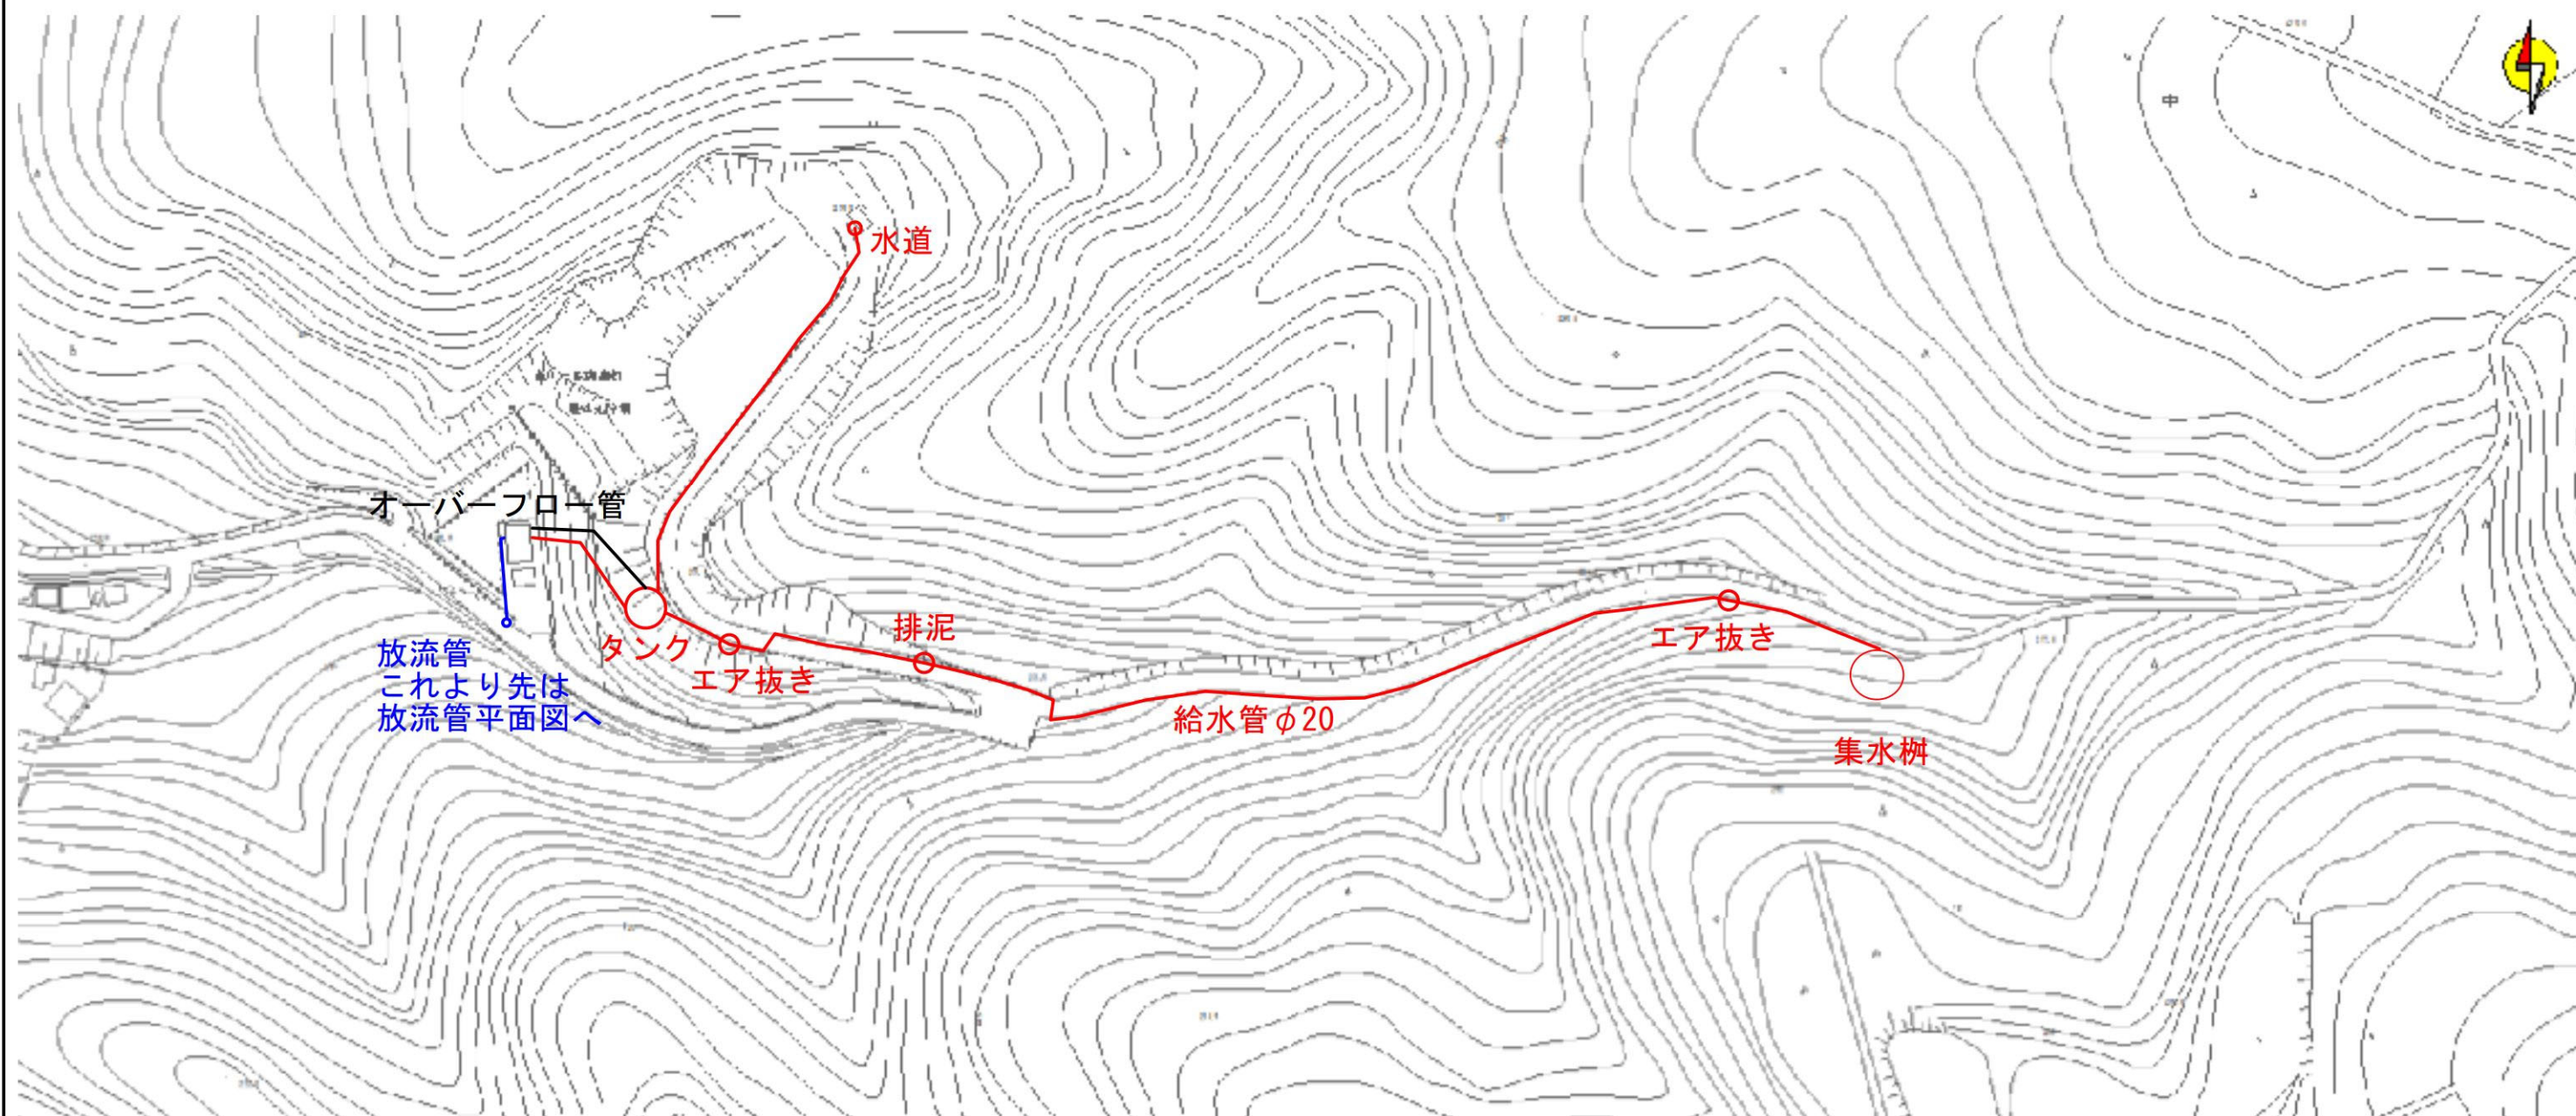 水道
オーバーフロー管
放流管
これより先は
放流管平面図へ
タンク
エア抜き
排泥
給水管φ20
エア抜き
集水桝
中